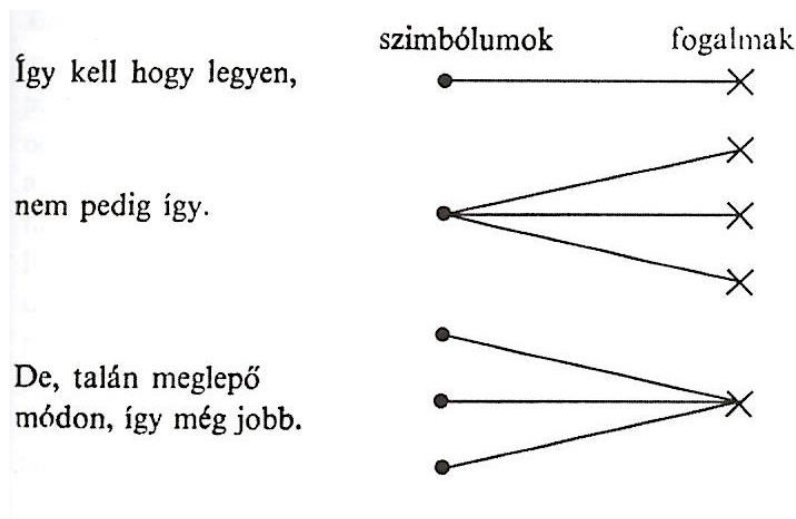 szimbólumok fogalmak
Így kell hogy legyen,
nem pedig így.
De, talán meglepő
módon, így még jobb.